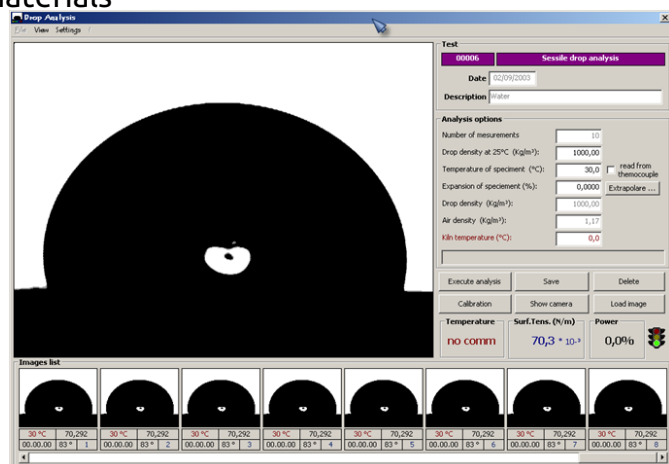 aterials
Drop Analysis
File View Settings /
Test
00006 Sessile drop analysis
Date 02/09/2003
Description Water
Analysis options
Number of mesurements 10
Drop density at 25°C (Kg/m³): 1000,00
Temperature of speciment (°C): 30,0 read from themocouple
Expansion of speciement (%): 0,0000 Extrapolare ...
Drop density (Kg/m³): 1000,00
Air density (Kg/m³): 1,17
Kiln temperature (°C): 0,0
Execute analysis Save Delete
Calibration Show camera Load image
Temperature Surf.Tens. (N/m) Power
no comm 70,3 * 10-³ 0,0%
Images list
30 °C 70,292 30 °C 70,292 30 °C 70,292 30 °C 70,292 30 °C 70,292 30 °C 70,292 30 °C 70,292 30 °C 70,292
00.00.00 83 ° 1 00.00.00 83 ° 2 00.00.00 83 ° 3 00.00.00 83 ° 4 00.00.00 83 ° 5 00.00.00 83 ° 6 00.00.00 83 ° 7 00.00.00 83 ° 8